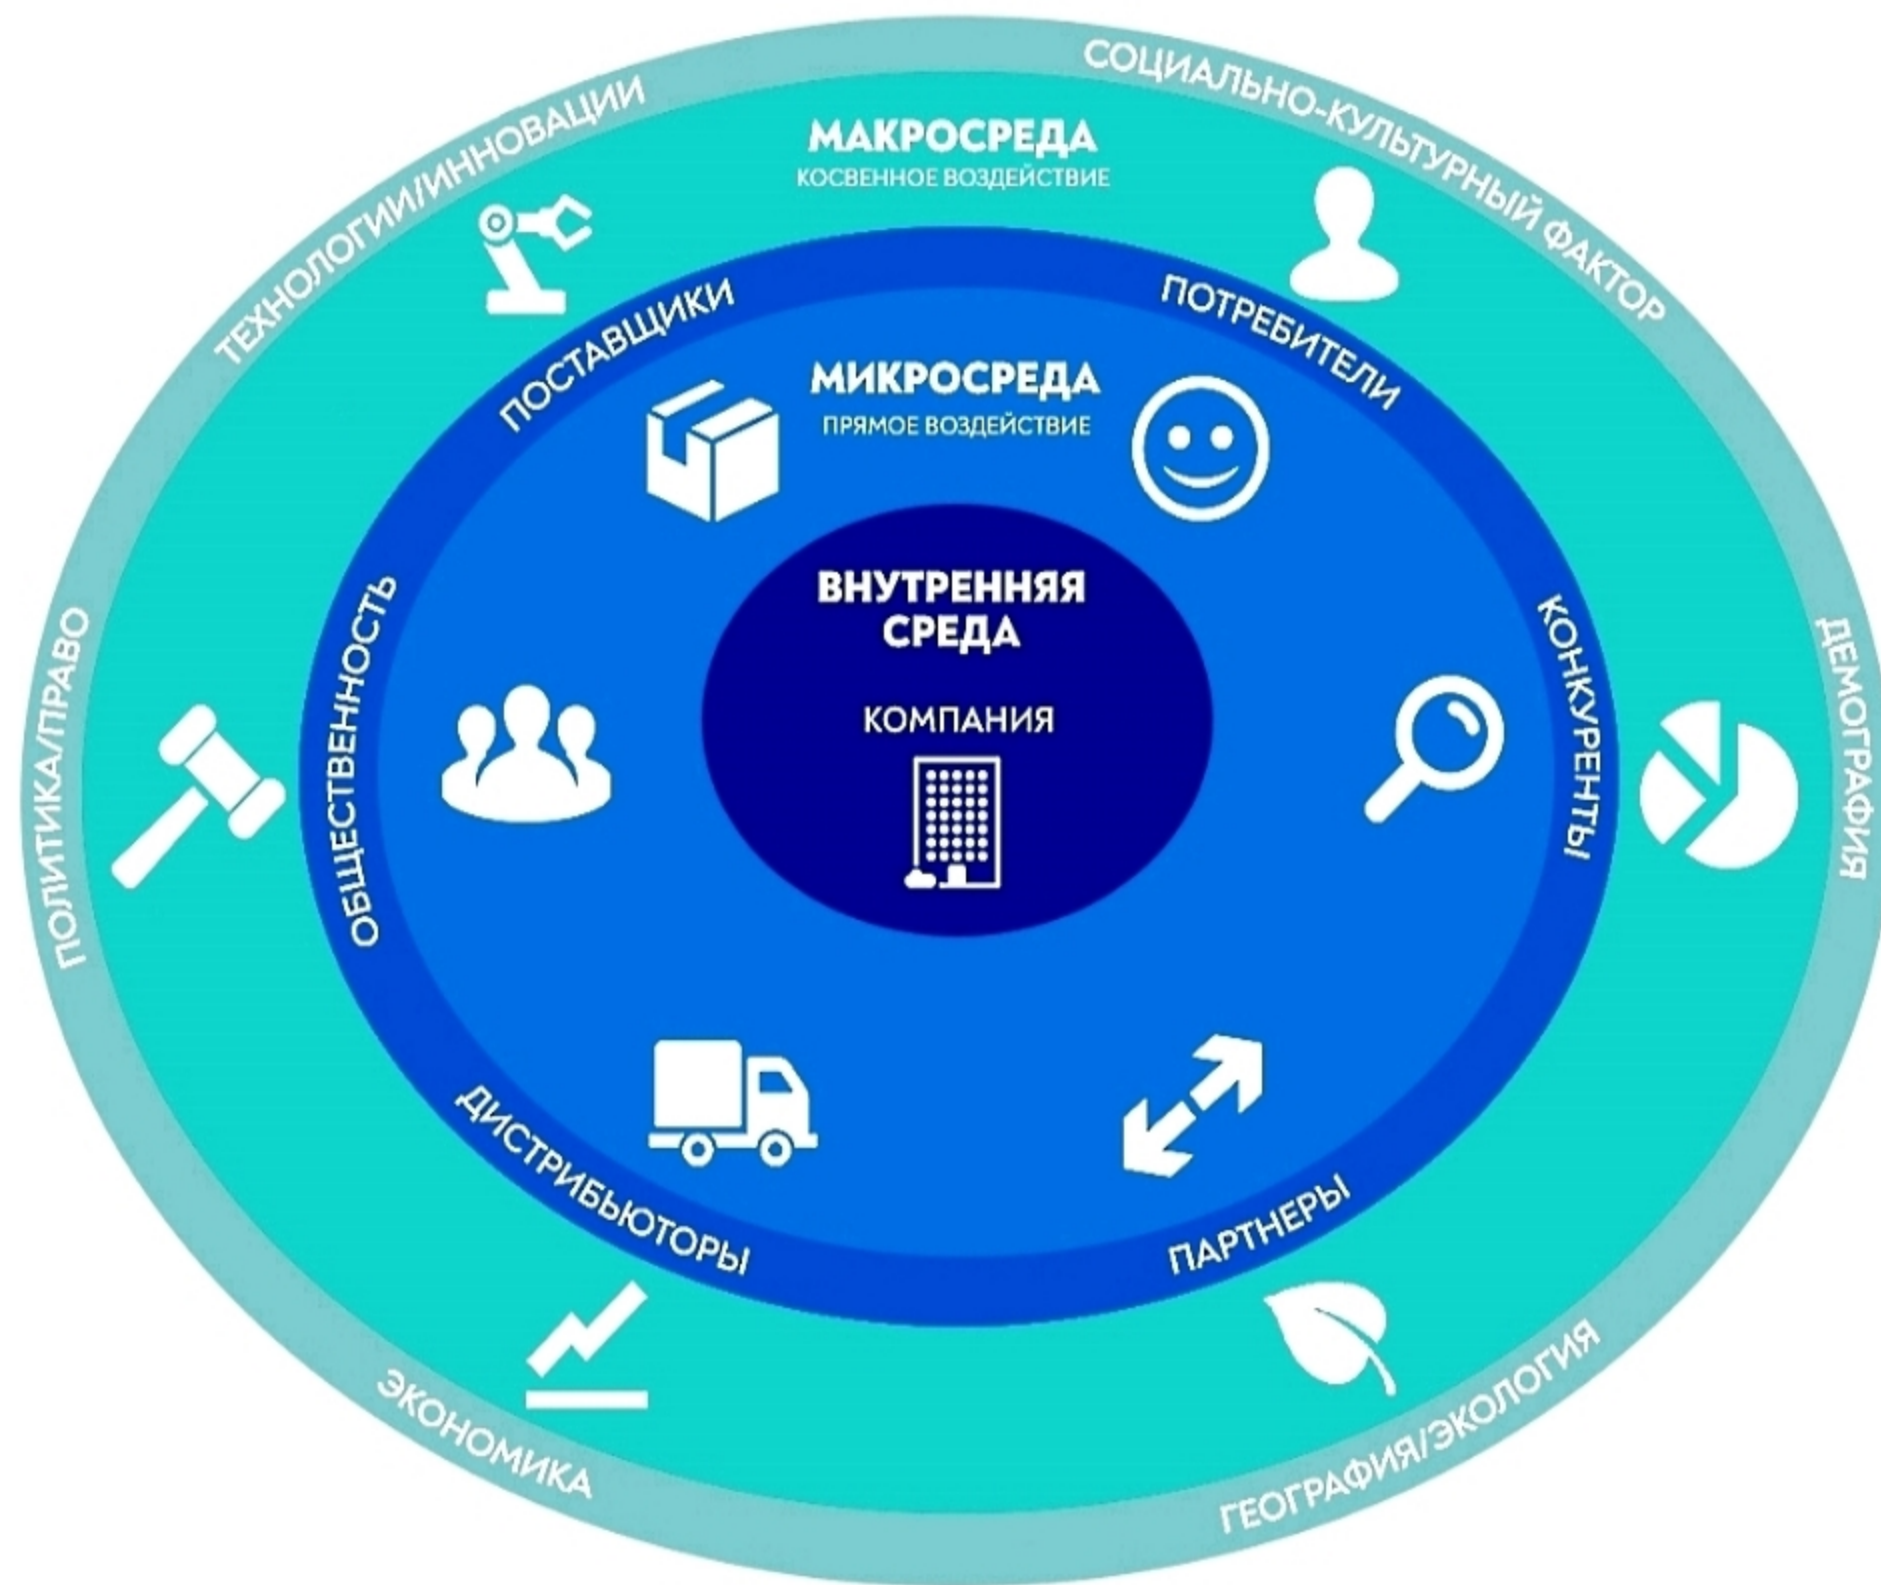 СОЦИАЛЬНО-КУЛЬТУРНЫЙ ФАКТОР
ТЕХНОЛОГИИ/ИННОВАЦИИ
МАКРОСРЕДА
КОСВЕННОЕ ВОЗДЕЙСТВИЕ
ПОСТАВЩИКИ
ПОТРЕБИТЕЛИ
МИКРОСРЕДА
ПРЯМОЕ ВОЗДЕЙСТВИЕ
ВНУТРЕННЯЯ
СРЕДА
КОМПАНИЯ
ПОЛИТИКА/ПРАВО
ОБЩЕСТВЕННОСТЬ
КОНКУРЕНТЫ
ДЕМОГРАФИЯ
ДИСТРИБЬЮТОРЫ
ПАРТНЕРЫ
ЭКОНОМИКА
ГЕОГРАФИЯ/ЭКОЛОГИЯ